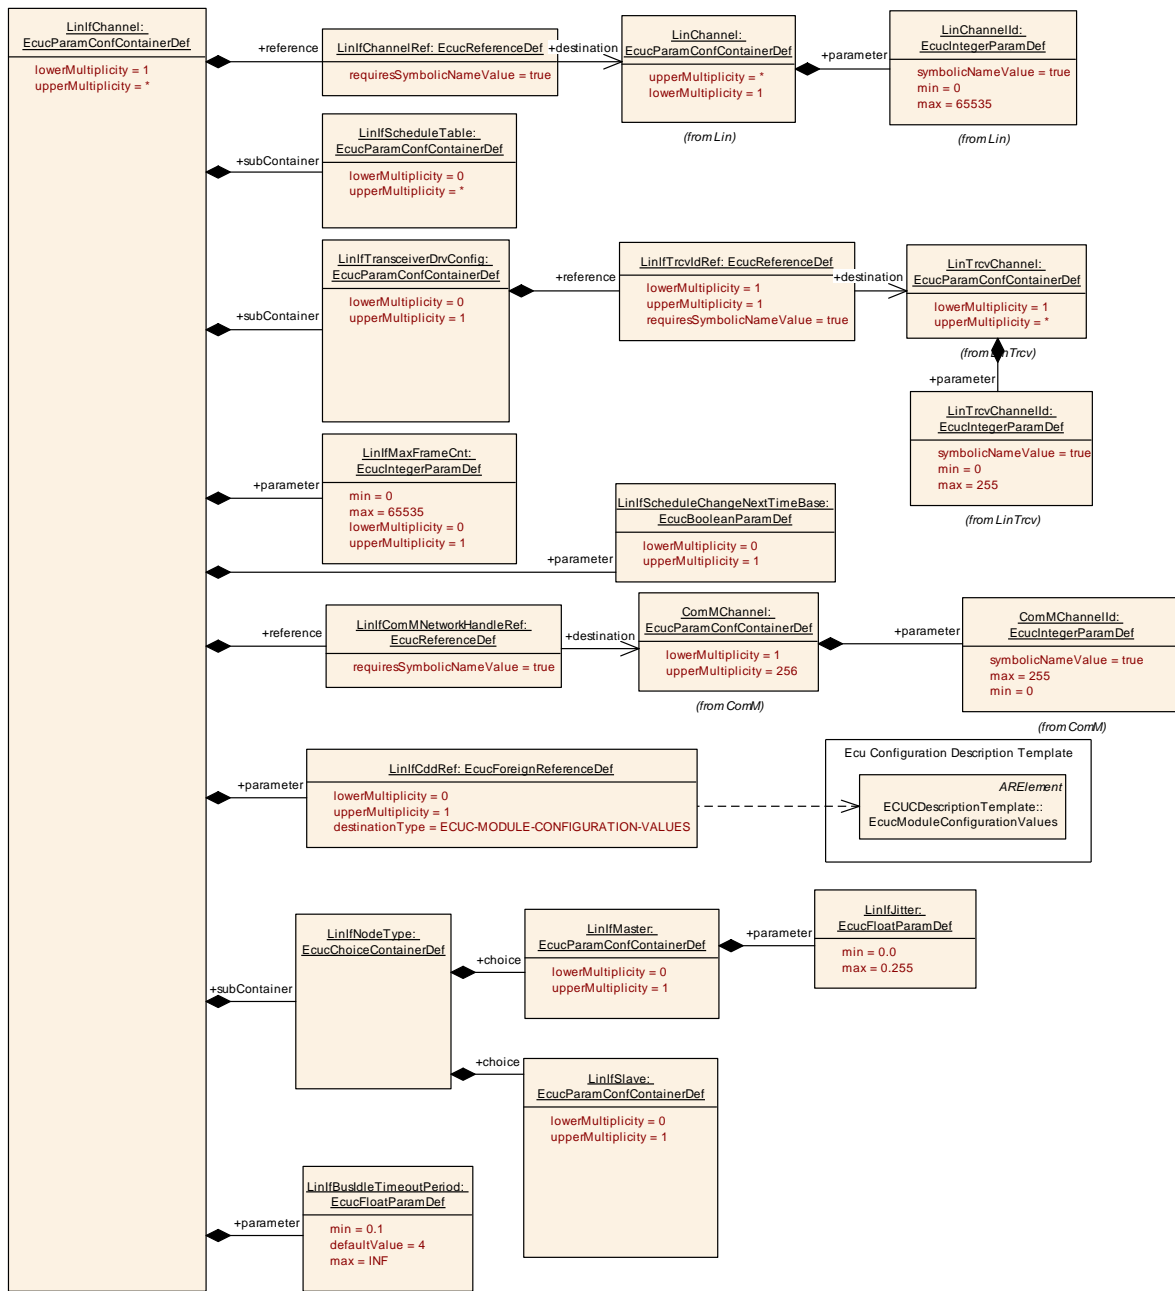 LinIfChannel:
EcucParamConfContainerDef
lowerMultiplicity = 1
upperMultiplicity = *
+reference
LinIfChannelRef: EcucReferenceDef
requiresSymbolicNameValue = true
+destination
LinChannel:
EcucParamConfContainerDef
upperMultiplicity = *
lowerMultiplicity = 1
(from Lin)
+parameter
LinChannelId:
EcucIntegerParamDef
symbolicNameValue = true
min = 0
max = 65535
(from Lin)
+subContainer
LinIfScheduleTable:
EcucParamConfContainerDef
lowerMultiplicity = 0
upperMultiplicity = *
+subContainer
LinIfTransceiverDrvConfig:
EcucParamConfContainerDef
lowerMultiplicity = 0
upperMultiplicity = 1
+reference
LinIfTrcvIdRef: EcucReferenceDef
lowerMultiplicity = 1
upperMultiplicity = 1
requiresSymbolicNameValue = true
+destination
LinTrcvChannel:
EcucParamConfContainerDef
lowerMultiplicity = 1
upperMultiplicity = *
(from LinTrcv)
+parameter
LinTrcvChannelId:
EcucIntegerParamDef
symbolicNameValue = true
min = 0
max = 255
(from LinTrcv)
+parameter
LinIfMaxFrameCnt:
EcucIntegerParamDef
min = 0
max = 65535
lowerMultiplicity = 0
upperMultiplicity = 1
+parameter
LinIfScheduleChangeNextTimeBase:
EcucBooleanParamDef
lowerMultiplicity = 0
upperMultiplicity = 1
+reference
LinIfComMNetworkHandleRef:
EcucReferenceDef
requiresSymbolicNameValue = true
+destination
ComMChannel:
EcucParamConfContainerDef
lowerMultiplicity = 1
upperMultiplicity = 256
(from ComM)
+parameter
ComMChannelId:
EcucIntegerParamDef
symbolicNameValue = true
max = 255
min = 0
(from ComM)
+parameter
LinIfCddRef: EcucForeignReferenceDef
lowerMultiplicity = 0
upperMultiplicity = 1
destinationType = ECUC-MODULE-CONFIGURATION-VALUES
Ecu Configuration Description Template
ARElement
ECUCDescriptionTemplate::
EcucModuleConfigurationValues
+subContainer
LinIfNodeType:
EcucChoiceContainerDef
+choice
LinIfMaster:
EcucParamConfContainerDef
lowerMultiplicity = 0
upperMultiplicity = 1
+parameter
LinIfJitter:
EcucFloatParamDef
min = 0.0
max = 0.255
+choice
LinIfSlave:
EcucParamConfContainerDef
lowerMultiplicity = 0
upperMultiplicity = 1
+parameter
LinIfBusIdleTimeoutPeriod:
EcucFloatParamDef
min = 0.1
defaultValue = 4
max = INF